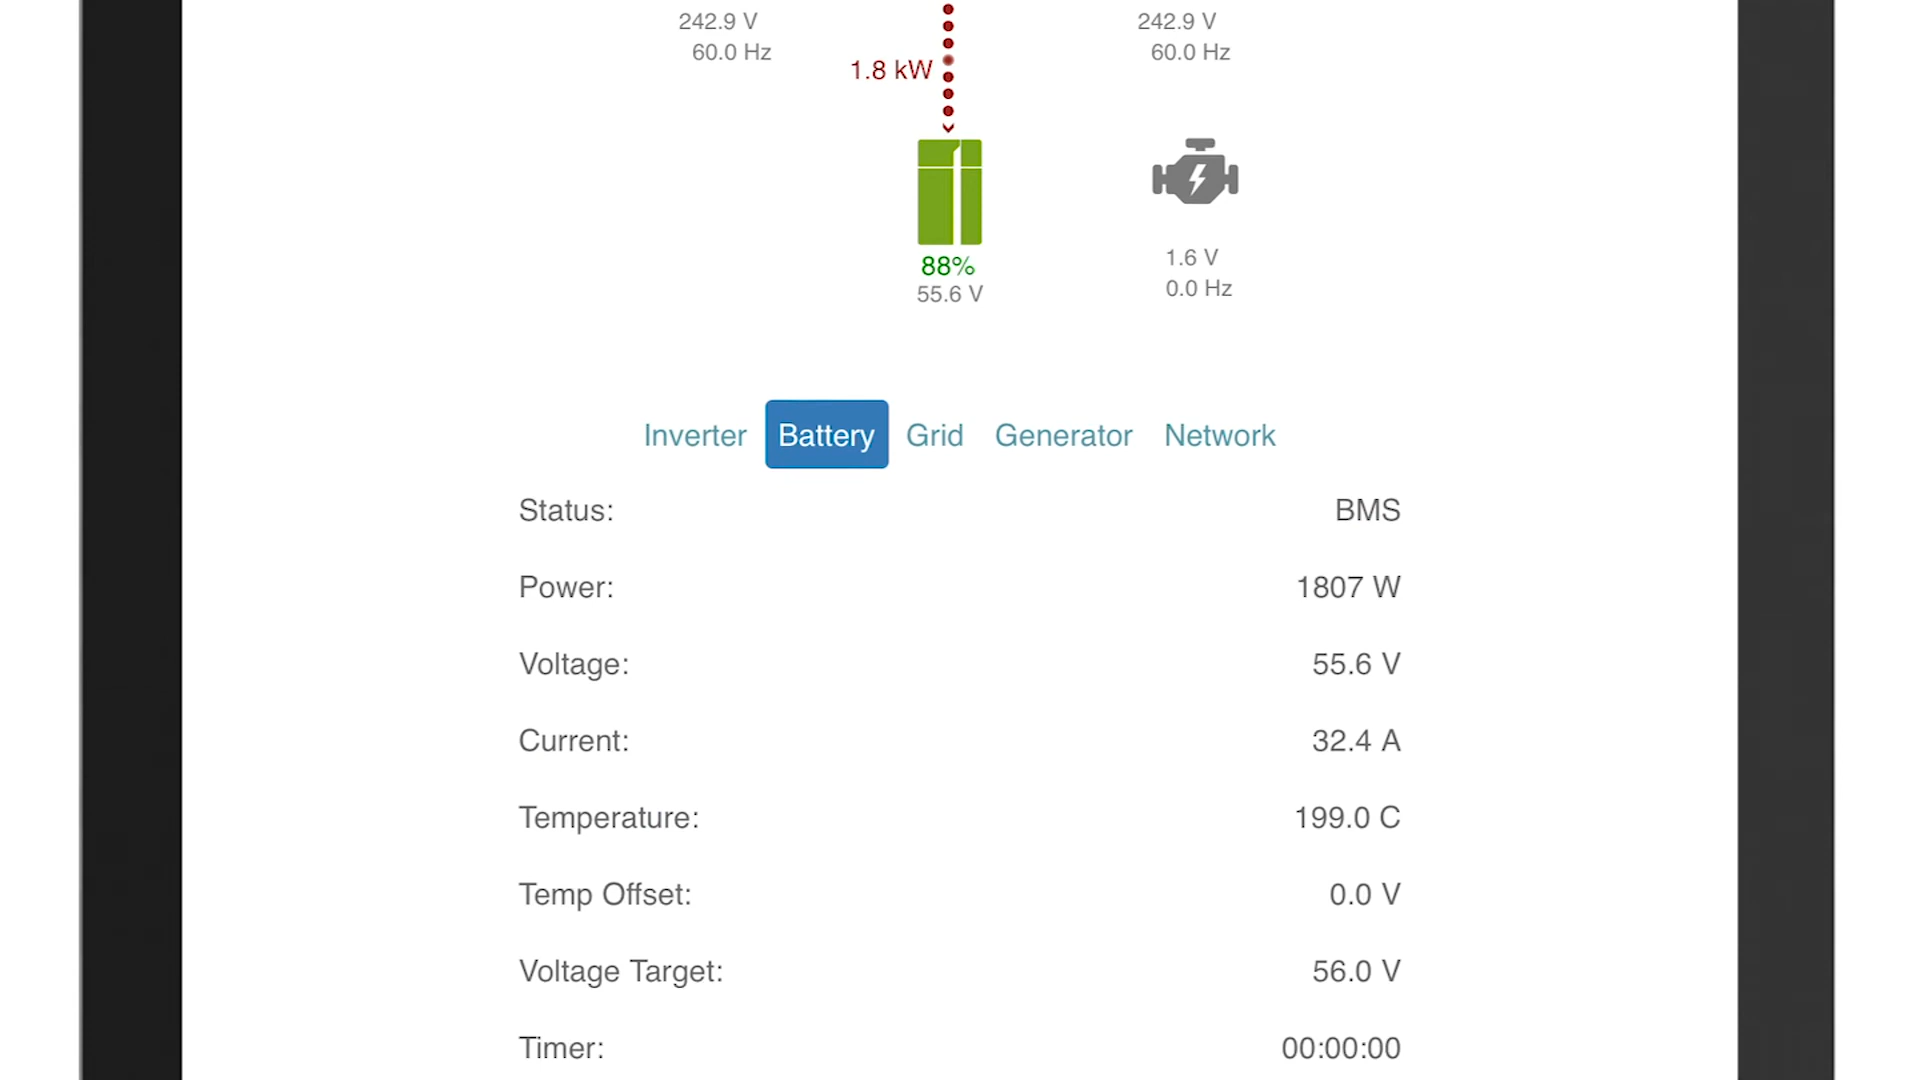 242.9 V
60.0 Hz
242.9 V
60.0 Hz
1.8 kW
88%
55.6 V
1.6 V
0.0 Hz
Inverter Battery Grid Generator Network
Status: BMS
Power: 1807 W
Voltage: 55.6 V
Current: 32.4 A
Temperature: 199.0 C
Temp Offset: 0.0 V
Voltage Target: 56.0 V
Timer: 00:00:00